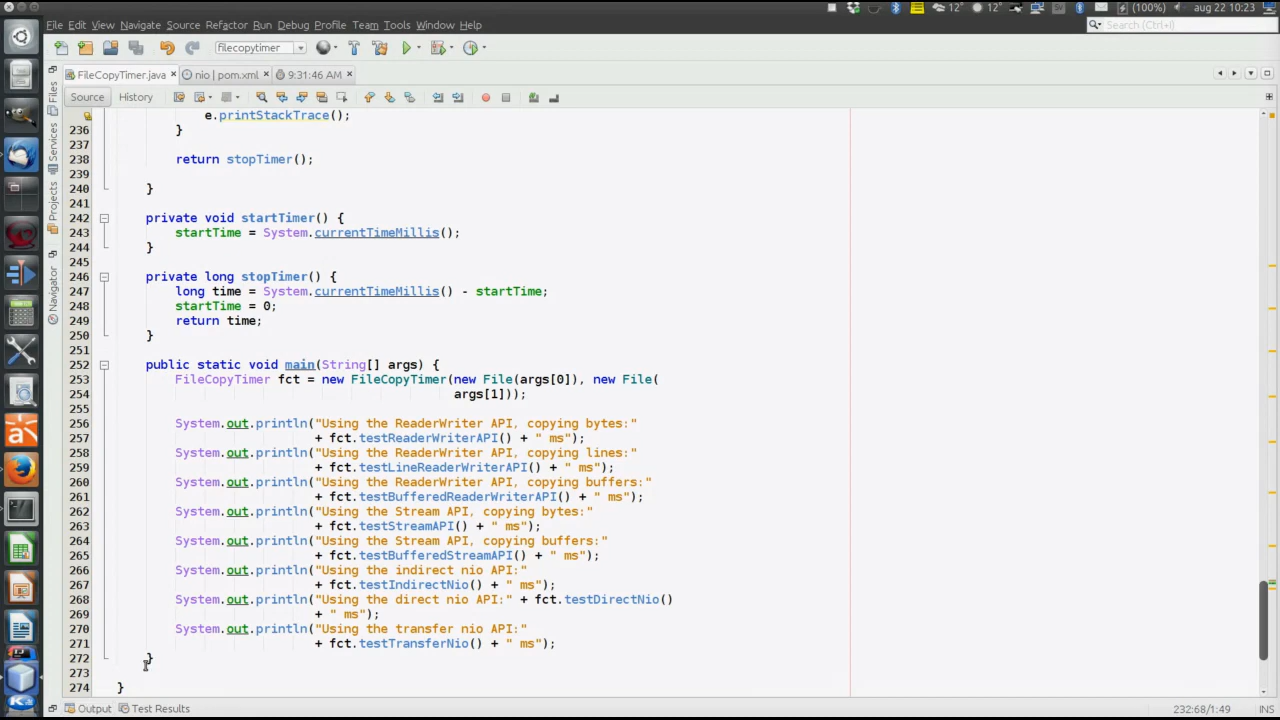 (100%) 12° 12° aug 22 10:23
File Edit View Navigate Source Refactor Run Debug Profile Team Tools Window Help
Search (Ctrl+I)
filecopytimer
FileCopyTimer.java nio | pom.xml 9:31:46 AM
Source History
Files
Services
Projects
Navigator
e.printStackTrace();
236 }
237
238 return stopTimer();
239
240 }
241
242 private void startTimer() {
243 startTime = System.currentTimeMillis();
244 }
245
246 private long stopTimer() {
247 long time = System.currentTimeMillis() - startTime;
248 startTime = 0;
249 return time;
250 }
251
252 public static void main(String[] args) {
253 FileCopyTimer fct = new FileCopyTimer(new File(args[0]), new File(
254 args[1]));
255
256 System.out.println("Using the ReaderWriter API, copying bytes:"
257 + fct.testReaderWriterAPI() + " ms");
258 System.out.println("Using the ReaderWriter API, copying lines:"
259 + fct.testLineReaderWriterAPI() + " ms");
260 System.out.println("Using the ReaderWriter API, copying buffers:"
261 + fct.testBufferedReaderWriterAPI() + " ms");
262 System.out.println("Using the Stream API, copying bytes:"
263 + fct.testStreamAPI() + " ms");
264 System.out.println("Using the Stream API, copying buffers:"
265 + fct.testBufferedStreamAPI() + " ms");
266 System.out.println("Using the indirect nio API:"
267 + fct.testIndirectNio() + " ms");
268 System.out.println("Using the direct nio API:" + fct.testDirectNio()
269 + " ms");
270 System.out.println("Using the transfer nio API:"
271 + fct.testTransferNio() + " ms");
272 }
273
274 }
Output Test Results
232:68/1:49 INS